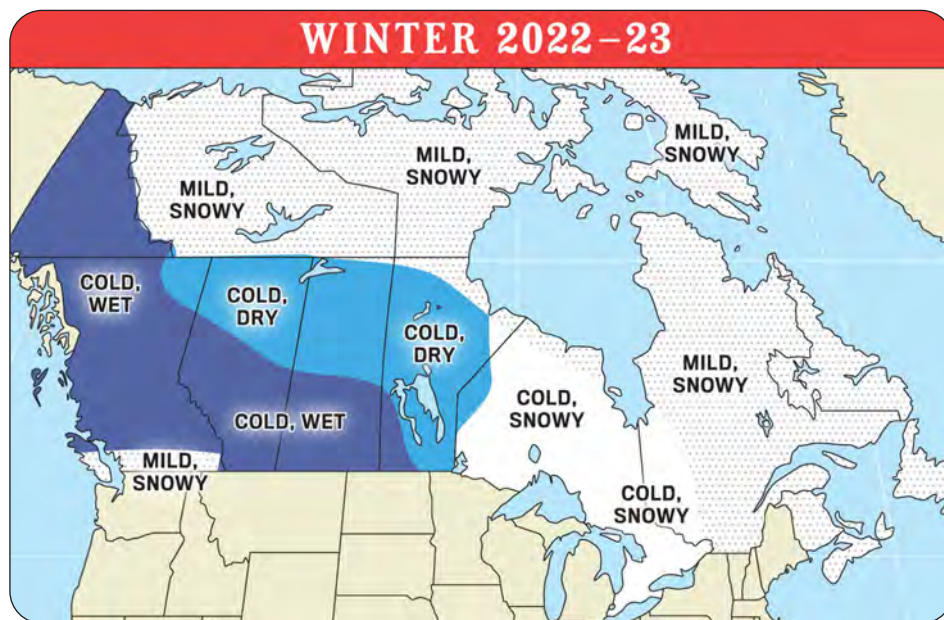 WINTER 2022–23
MILD,
SNOWY
MILD,
SNOWY
MILD,
SNOWY
COLD,
WET
COLD,
DRY
COLD,
DRY
MILD,
SNOWY
COLD,
SNOWY
COLD, WET
MILD,
SNOWY
COLD,
SNOWY